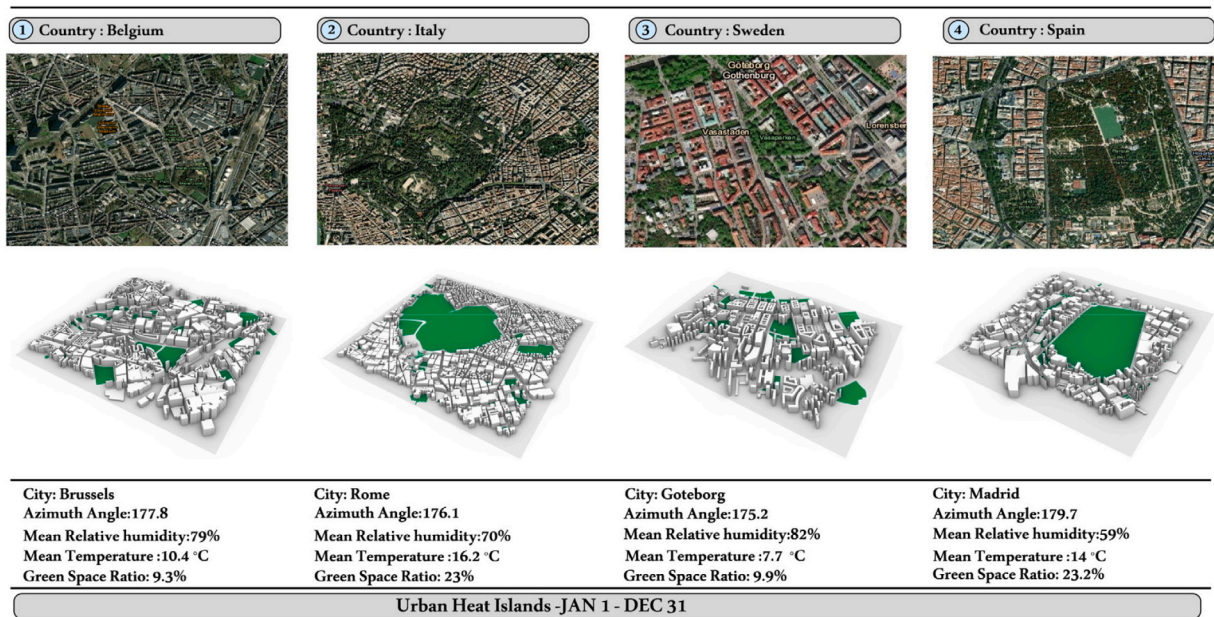 1 Country : Belgium
2 Country : Italy
3 Country : Sweden
4 Country : Spain
Göteborg
Gothenburg
Vasastaden
Vasaparken
Lorensber
City: Brussels
Azimuth Angle:177.8
Mean Relative humidity:79%
Mean Temperature :10.4 °C
Green Space Ratio: 9.3%
City: Rome
Azimuth Angle:176.1
Mean Relative humidity:70%
Mean Temperature :16.2 °C
Green Space Ratio: 23%
City: Goteborg
Azimuth Angle:175.2
Mean Relative humidity:82%
Mean Temperature :7.7 °C
Green Space Ratio: 9.9%
City: Madrid
Azimuth Angle:179.7
Mean Relative humidity:59%
Mean Temperature :14 °C
Green Space Ratio: 23.2%
Urban Heat Islands -JAN 1 - DEC 31